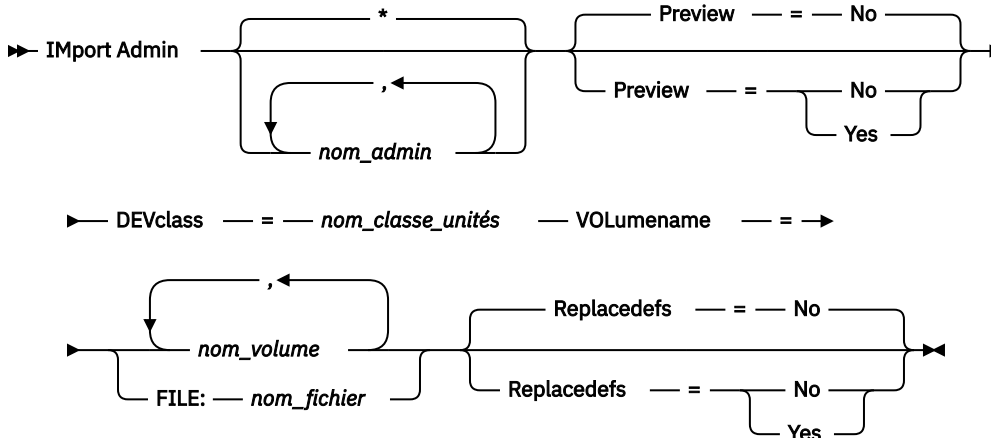 *
Preview = No
IMport Admin
,
Preview = No
nom_admin
Yes
DEVclass = nom_classe_unités VOLumename =
,
Replacedefs = No
nom_volume
Replacedefs = No
FILE: nom_fichier
Yes